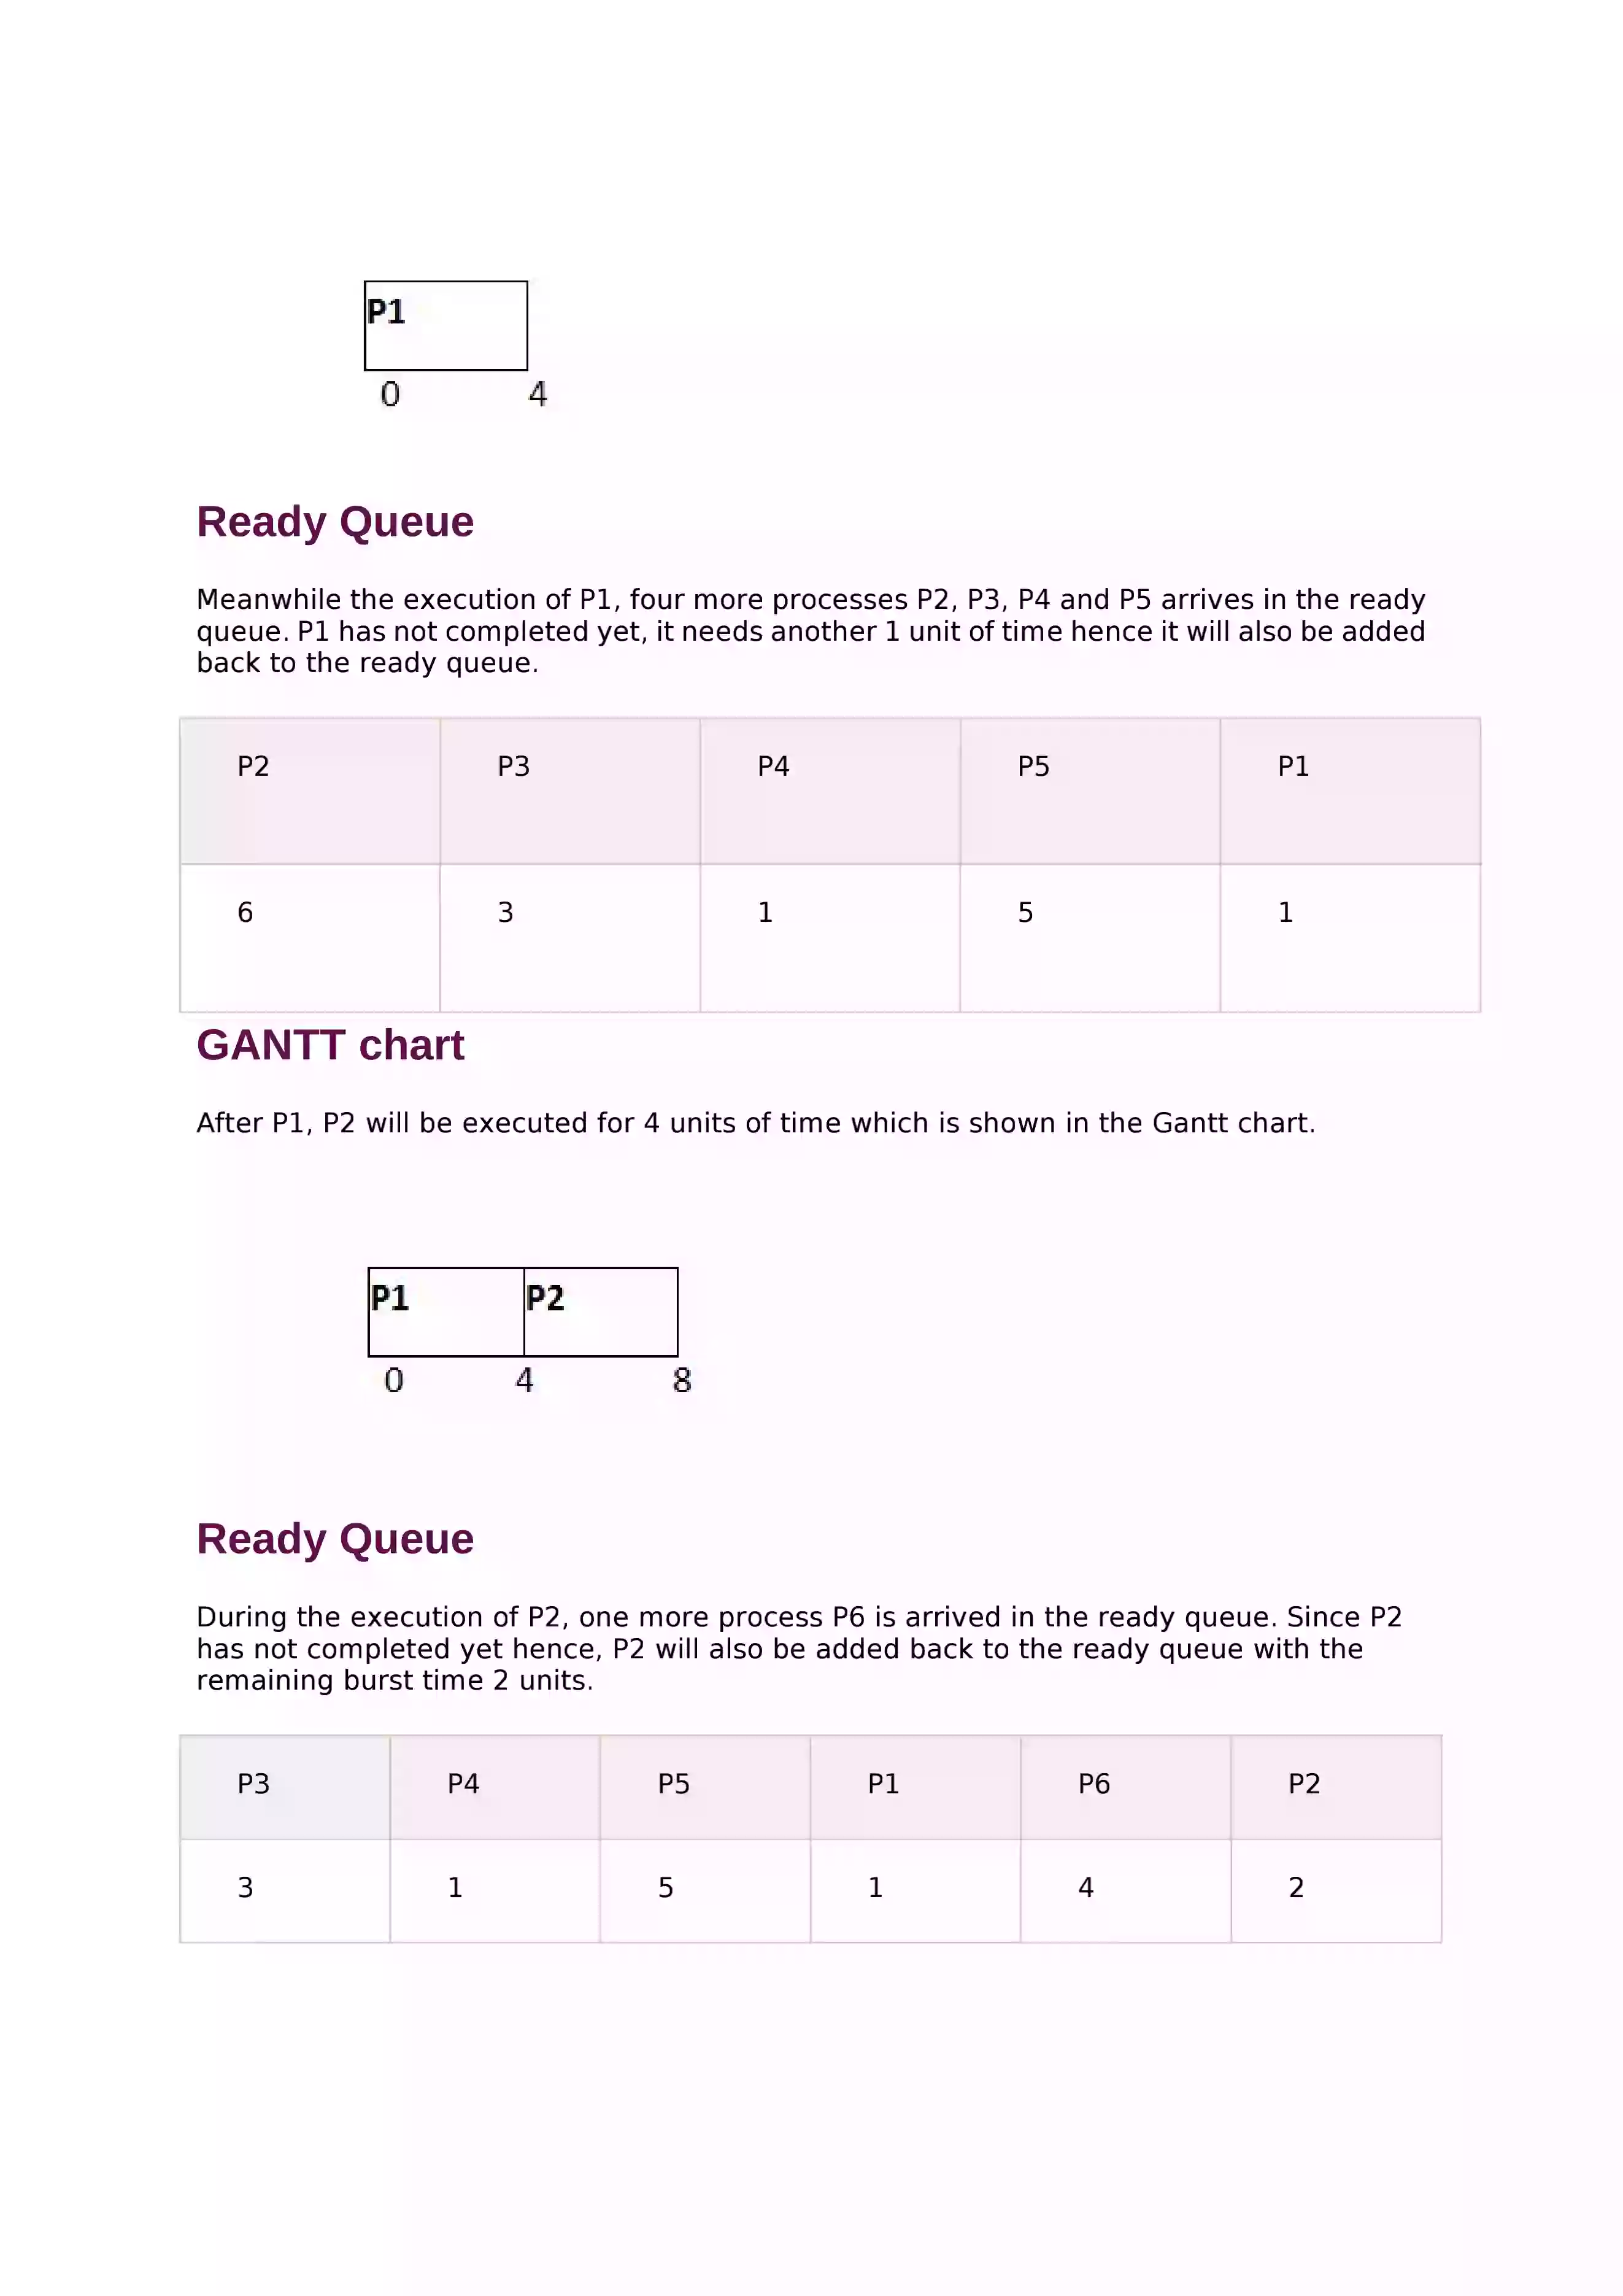 P1
0 4
Ready Queue
Meanwhile the execution of P1, four more processes P2, P3, P4 and P5 arrives in the ready
queue. P1 has not completed yet, it needs another 1 unit of time hence it will also be added
back to the ready queue.
P2 P3 P4 P5 P1
6 3 1 5 1
GANTT chart
After P1, P2 will be executed for 4 units of time which is shown in the Gantt chart.
P1 P2
0 4 8
Ready Queue
During the execution of P2, one more process P6 is arrived in the ready queue. Since P2
has not completed yet hence, P2 will also be added back to the ready queue with the
remaining burst time 2 units.
P3 P4 P5 P1 P6 P2
3 1 5 1 4 2